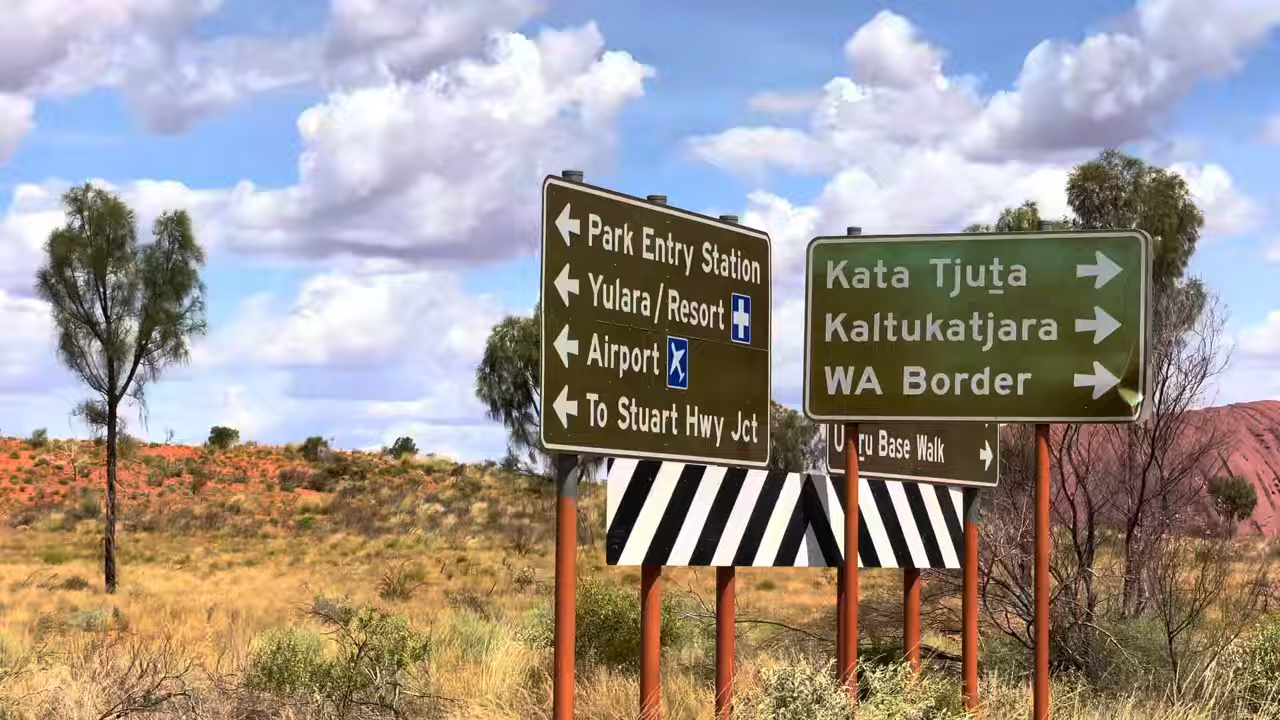 Park Entry Station
Yulara/Resort
Airport
To Stuart Hwy Jct
Kata Tjuṯa
Kaltukatjara
WA Border
Base Walk